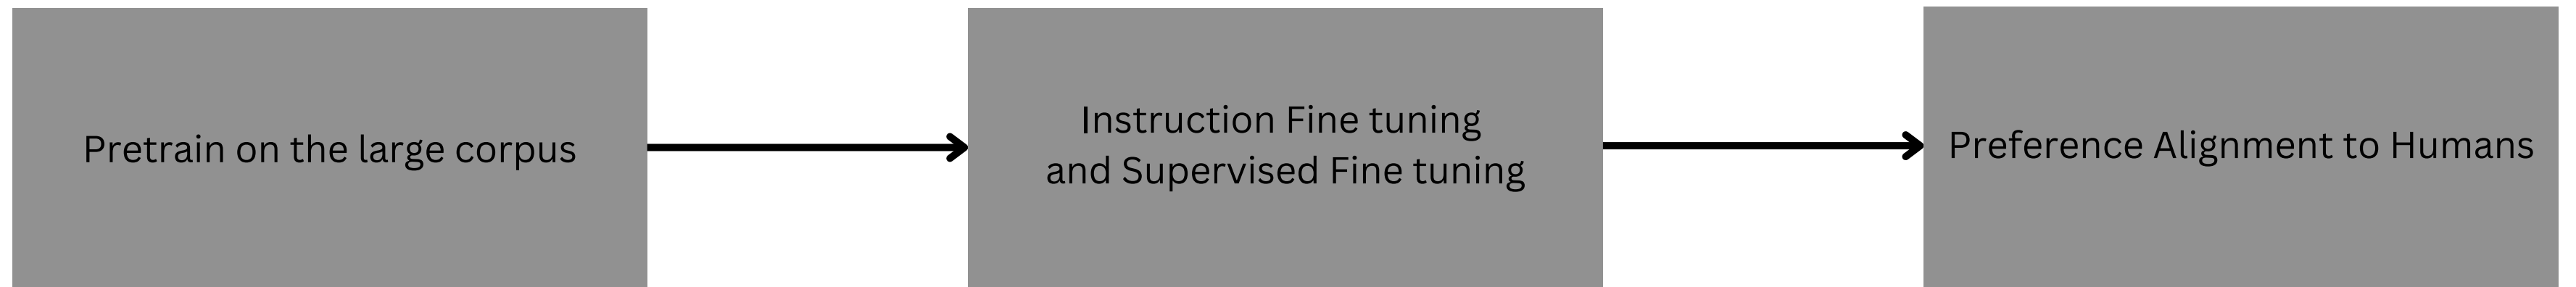 Pretrain on the large corpus
Instruction Fine tuning
and Supervised Fine tuning
Preference Alignment to Humans